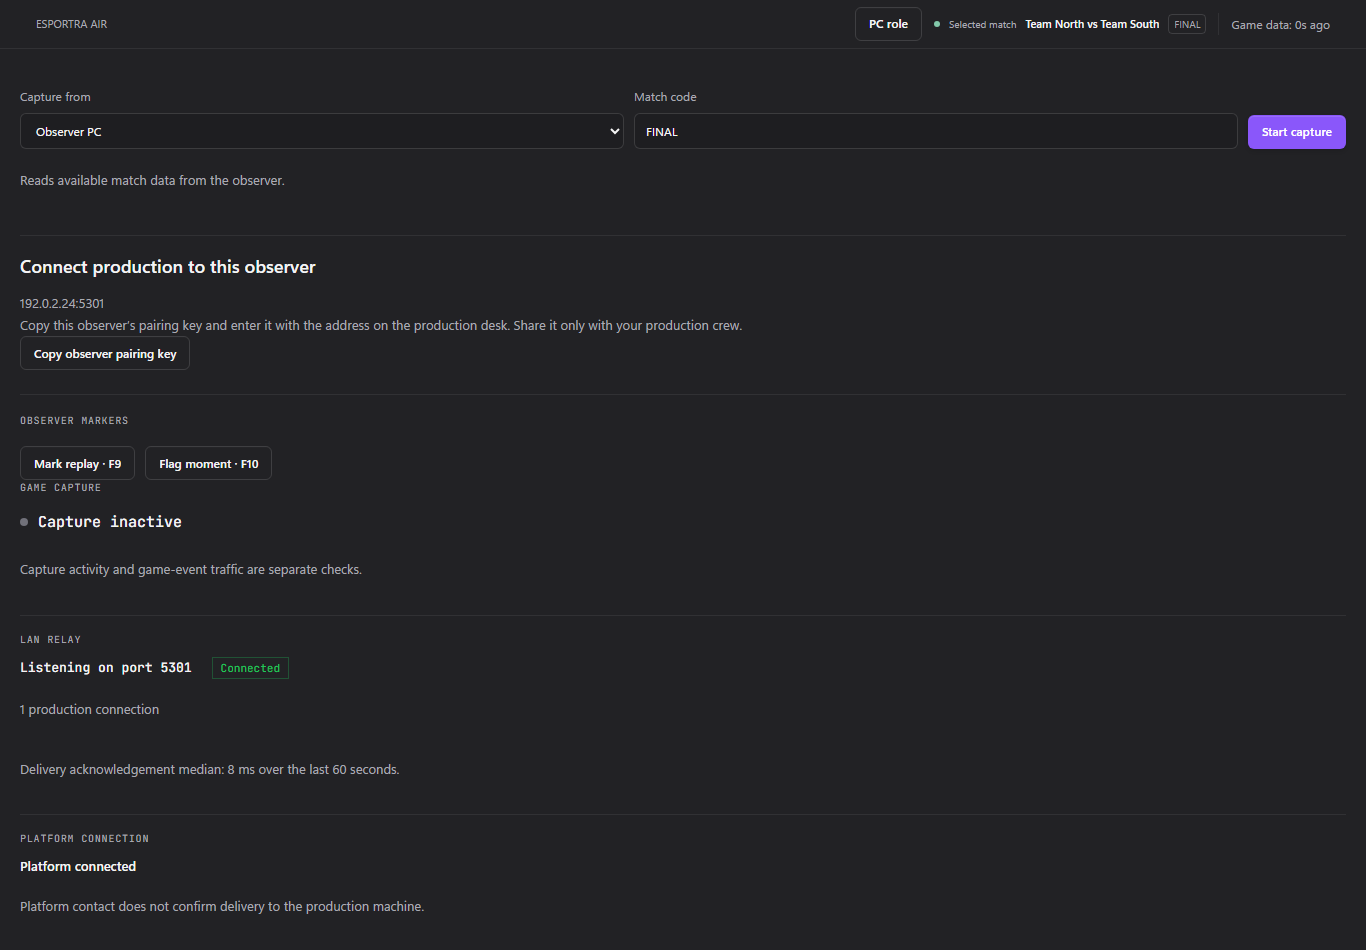 ESPORTRA AIR
PC role
Selected match Team North vs Team South FINAL
Game data: 0s ago
Capture from
Observer PC
Match code
FINAL
Start capture
Reads available match data from the observer.
Connect production to this observer
192.0.2.24:5301
Copy this observer's pairing key and enter it with the address on the production desk. Share it only with your production crew.
Copy observer pairing key
OBSERVER MARKERS
Mark replay · F9
Flag moment · F10
GAME CAPTURE
Capture inactive
Capture activity and game-event traffic are separate checks.
LAN RELAY
Listening on port 5301 Connected
1 production connection
Delivery acknowledgement median: 8 ms over the last 60 seconds.
PLATFORM CONNECTION
Platform connected
Platform contact does not confirm delivery to the production machine.